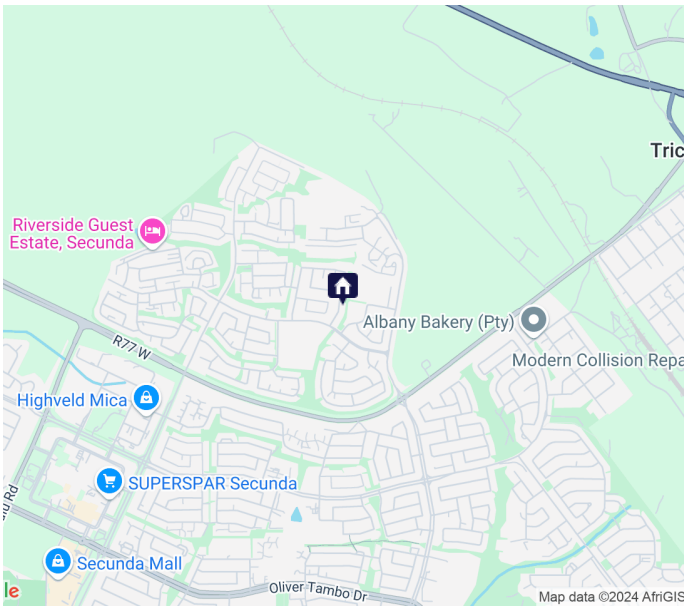 Tric
Riverside Guest
Estate, Secunda
Albany Bakery (Pty)
R77 W
Modern Collision Repa
Highveld Mica
SUPERSPAR Secunda
Secunda Mall
Oliver Tambo Dr
Map data ©2024 AfriGIS